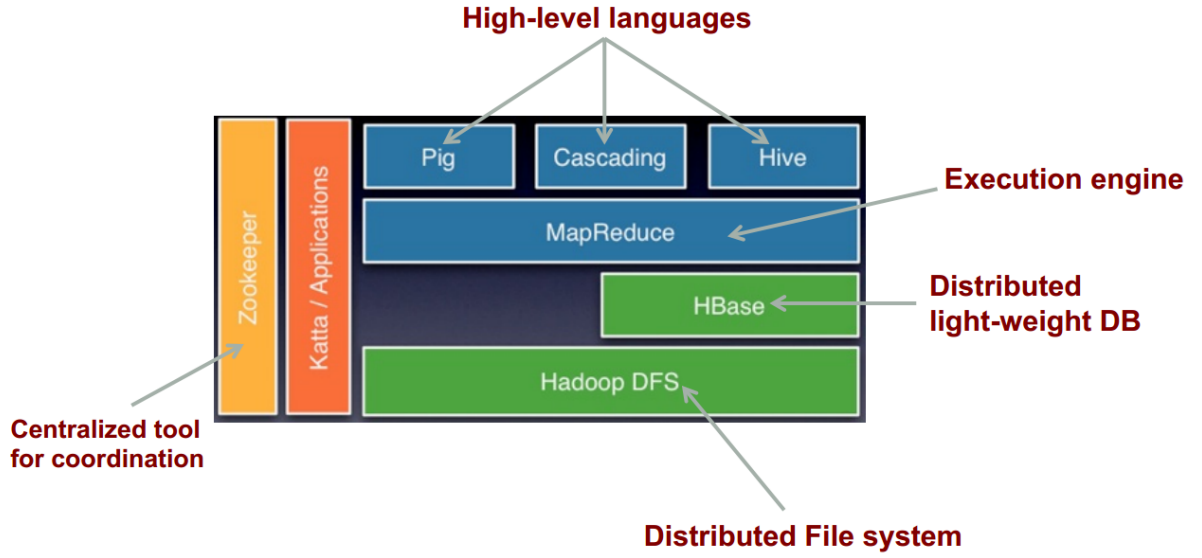 High-level languages
Pig
Cascading
Hive
Execution engine
MapReduce
Zookeeper
Katta / Applications
HBase
Distributed
light-weight DB
Hadoop DFS
Centralized tool
for coordination
Distributed File system